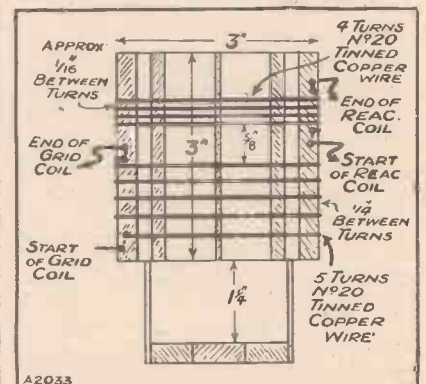 APPROX
1/16"
BETWEEN
TURNS
3"
4 TURNS
Nº20
TINNED
COPPER
WIRE
END OF
REAC.
COIL
END OF
GRID
COIL
3"
5/8"
START
OF REAC
COIL
1/4"
BETWEEN
TURNS
START
OF GRID
COIL
1 1/4"
5 TURNS
Nº20
TINNED
COPPER
WIRE
A2033